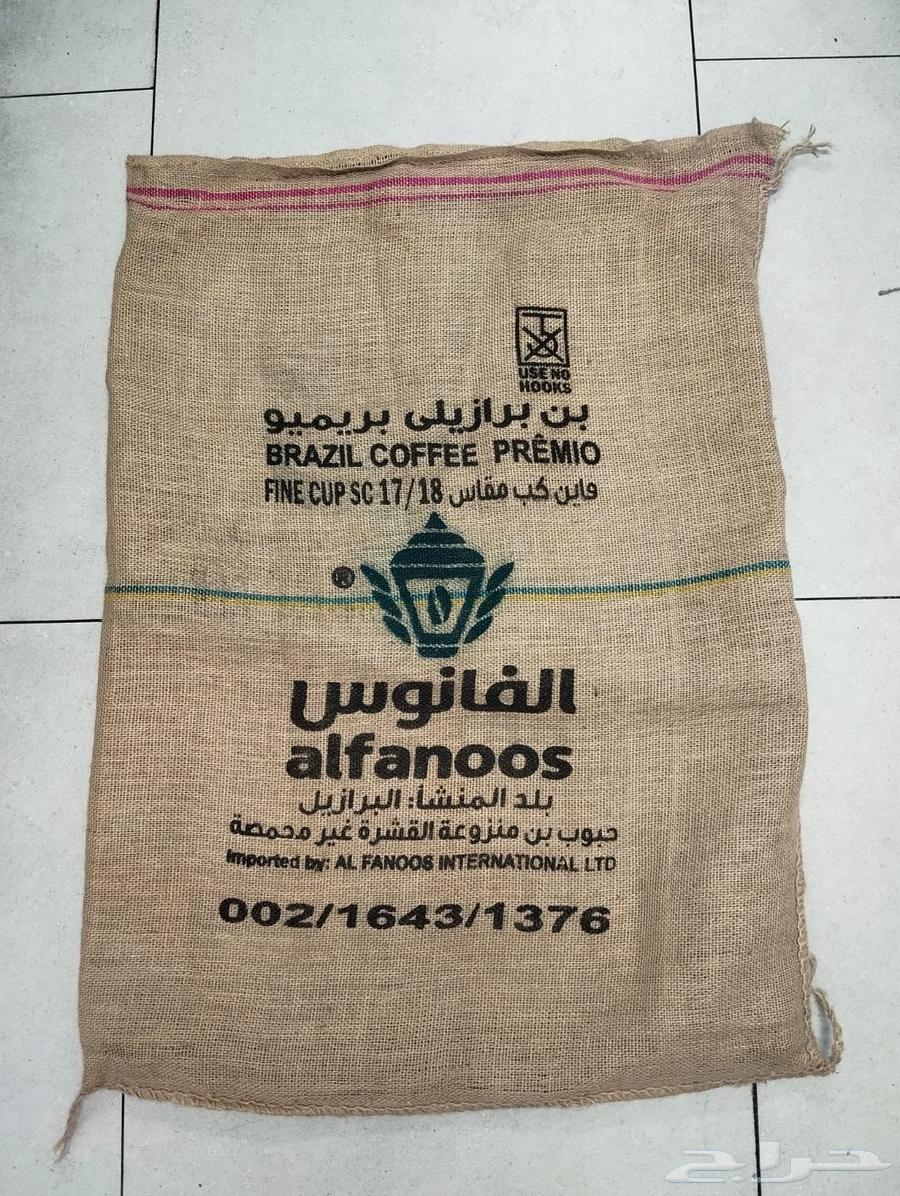 USE NO
HOOKS
بن برازيلى بريميو
BRAZIL COFFEE PRÊMIO
FINE CUP SC 17/18 فاين كب مقاس
®
الفانوس
alfanoos
بلد المنشأ: البرازيل
حبوب بن منزوعة القشرة غير محمصة
Imported by: AL FANOOS INTERNATIONAL LTD
002/1643/1376
حراج